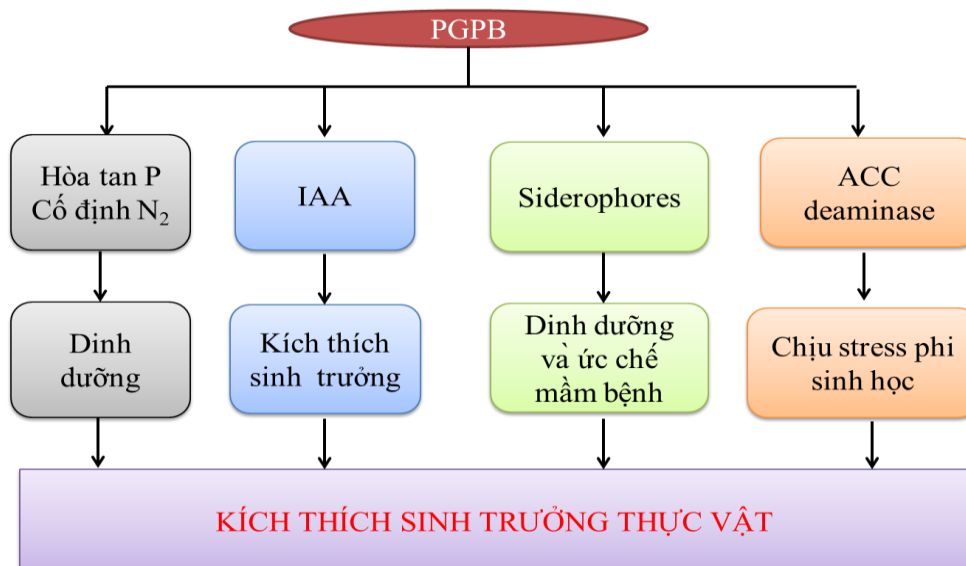 PGPB
Hòa tan P
Cố định N₂
IAA
Siderophores
ACC
deaminase
Dinh
dưỡng
Kích thích
sinh trưởng
Dinh dưỡng
và ức chế
mầm bệnh
Chịu stress phi
sinh học
KÍCH THÍCH SINH TRƯỞNG THỰC VẬT